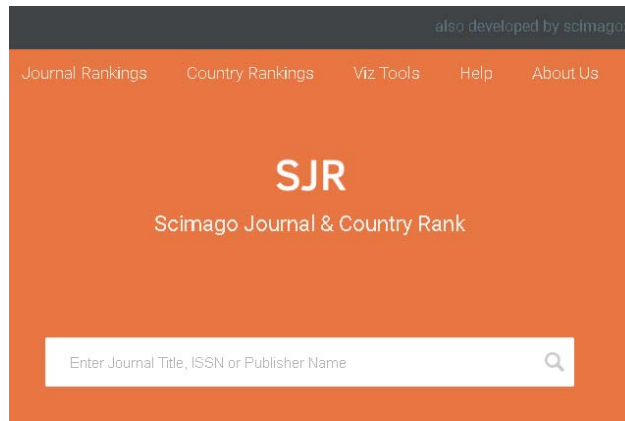 also developed by scimago:
Journal Rankings Country Rankings Viz Tools Help About Us
SJR
Scimago Journal & Country Rank
Enter Journal Title, ISSN or Publisher Name